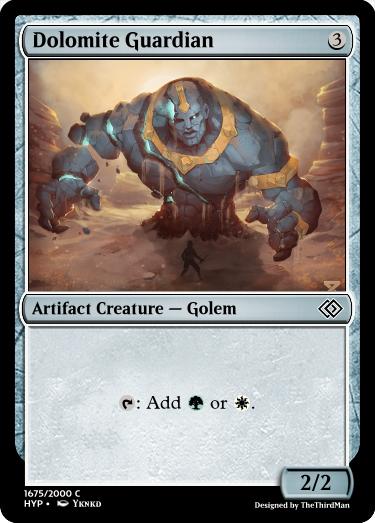 Dolomite Guardian 3
Artifact Creature — Golem
: Add or .
2/2
1675/2000 C
HYP • YKNKD
Designed by TheThirdMan